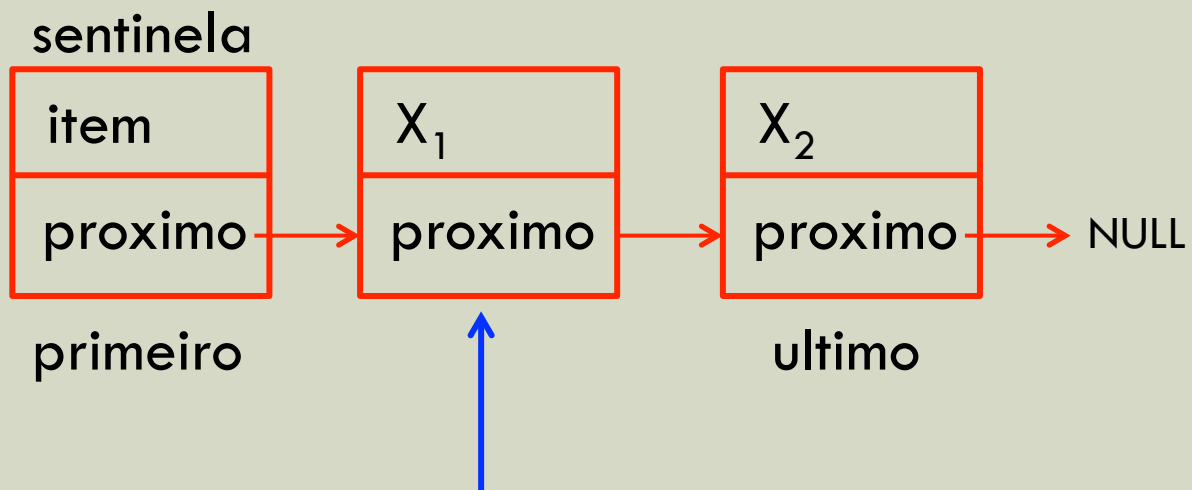 sentinela
item
X₁
X₂
proximo
proximo
proximo
NULL
primeiro
ultimo